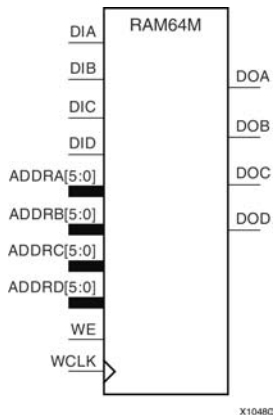 RAM64M
DIA
DIB
DIC
DID
ADDRA[5:0]
ADDRB[5:0]
ADDRC[5:0]
ADDRD[5:0]
WE
WCLK
DOA
DOB
DOC
DOD